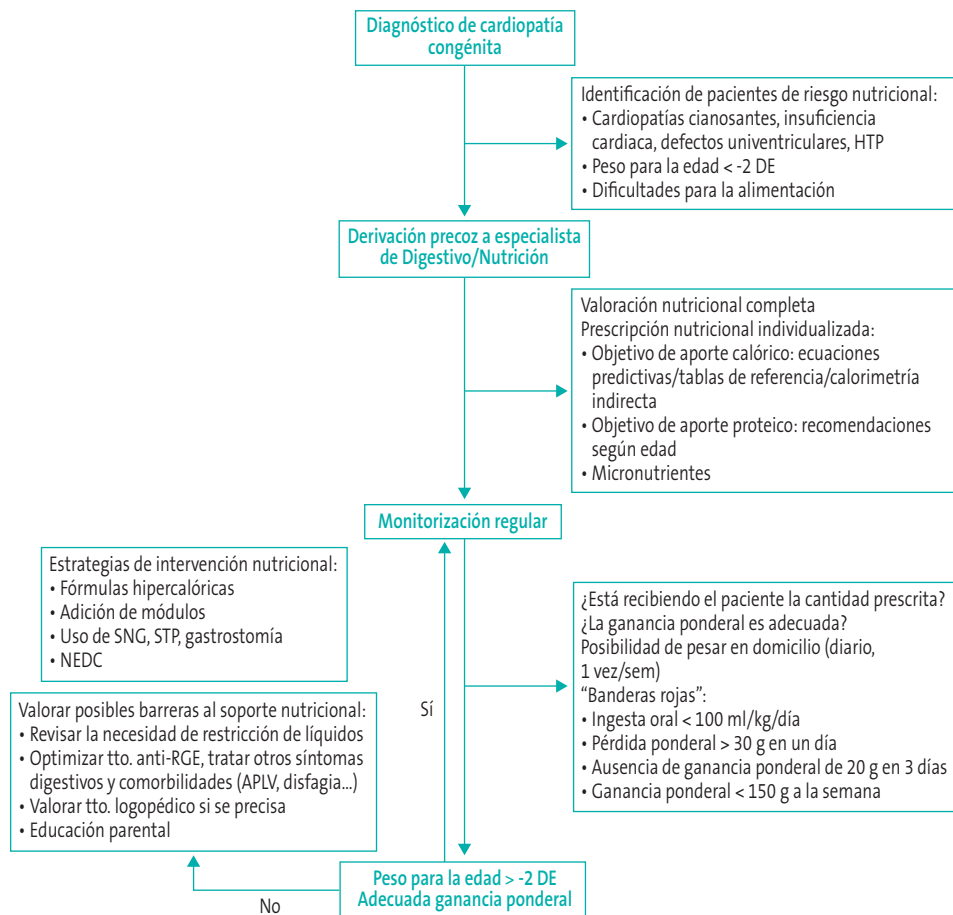 Diagnóstico de cardiopatía
congénita
Identificación de pacientes de riesgo nutricional:
• Cardiopatías cianosantes, insuficiencia
cardiaca, defectos univentriculares, HTP
• Peso para la edad < -2 DE
• Dificultades para la alimentación
Derivación precoz a especialista
de Digestivo/Nutrición
Valoración nutricional completa
Prescripción nutricional individualizada:
• Objetivo de aporte calórico: ecuaciones
predictivas/tablas de referencia/calorimetría
indirecta
• Objetivo de aporte proteico: recomendaciones
según edad
• Micronutrientes
Monitorización regular
Estrategias de intervención nutricional:
• Fórmulas hipercalóricas
• Adición de módulos
• Uso de SNG, STP, gastrostomía
• NEDC
¿Está recibiendo el paciente la cantidad prescrita?
¿La ganancia ponderal es adecuada?
Posibilidad de pesar en domicilio (diario,
1 vez/sem)
“Banderas rojas”:
• Ingesta oral < 100 ml/kg/día
• Pérdida ponderal > 30 g en un día
• Ausencia de ganancia ponderal de 20 g en 3 días
• Ganancia ponderal < 150 g a la semana
Sí
Valorar posibles barreras al soporte nutricional:
• Revisar la necesidad de restricción de líquidos
• Optimizar tto. anti-RGE, tratar otros síntomas
digestivos y comorbilidades (APLV, disfagia...)
• Valorar tto. logopédico si se precisa
• Educación parental
Peso para la edad > -2 DE
Adecuada ganancia ponderal
No